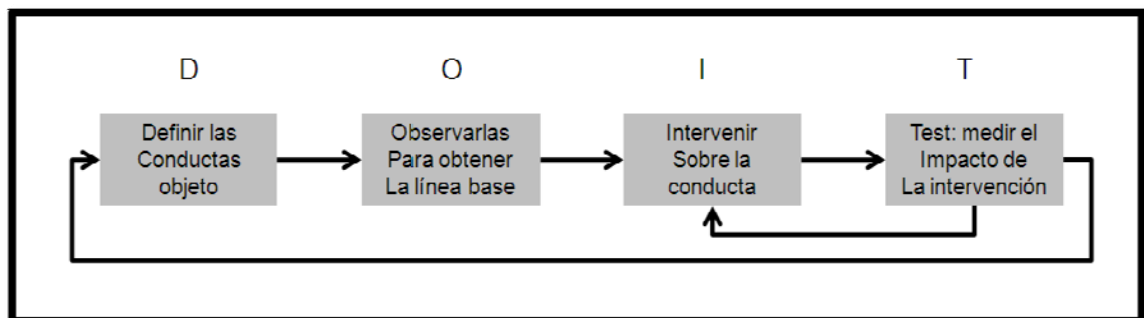 D
O
I
T
Definir las
Conductas
objeto
Observarlas
Para obtener
La línea base
Intervenir
Sobre la
conducta
Test: medir el
Impacto de
La intervención